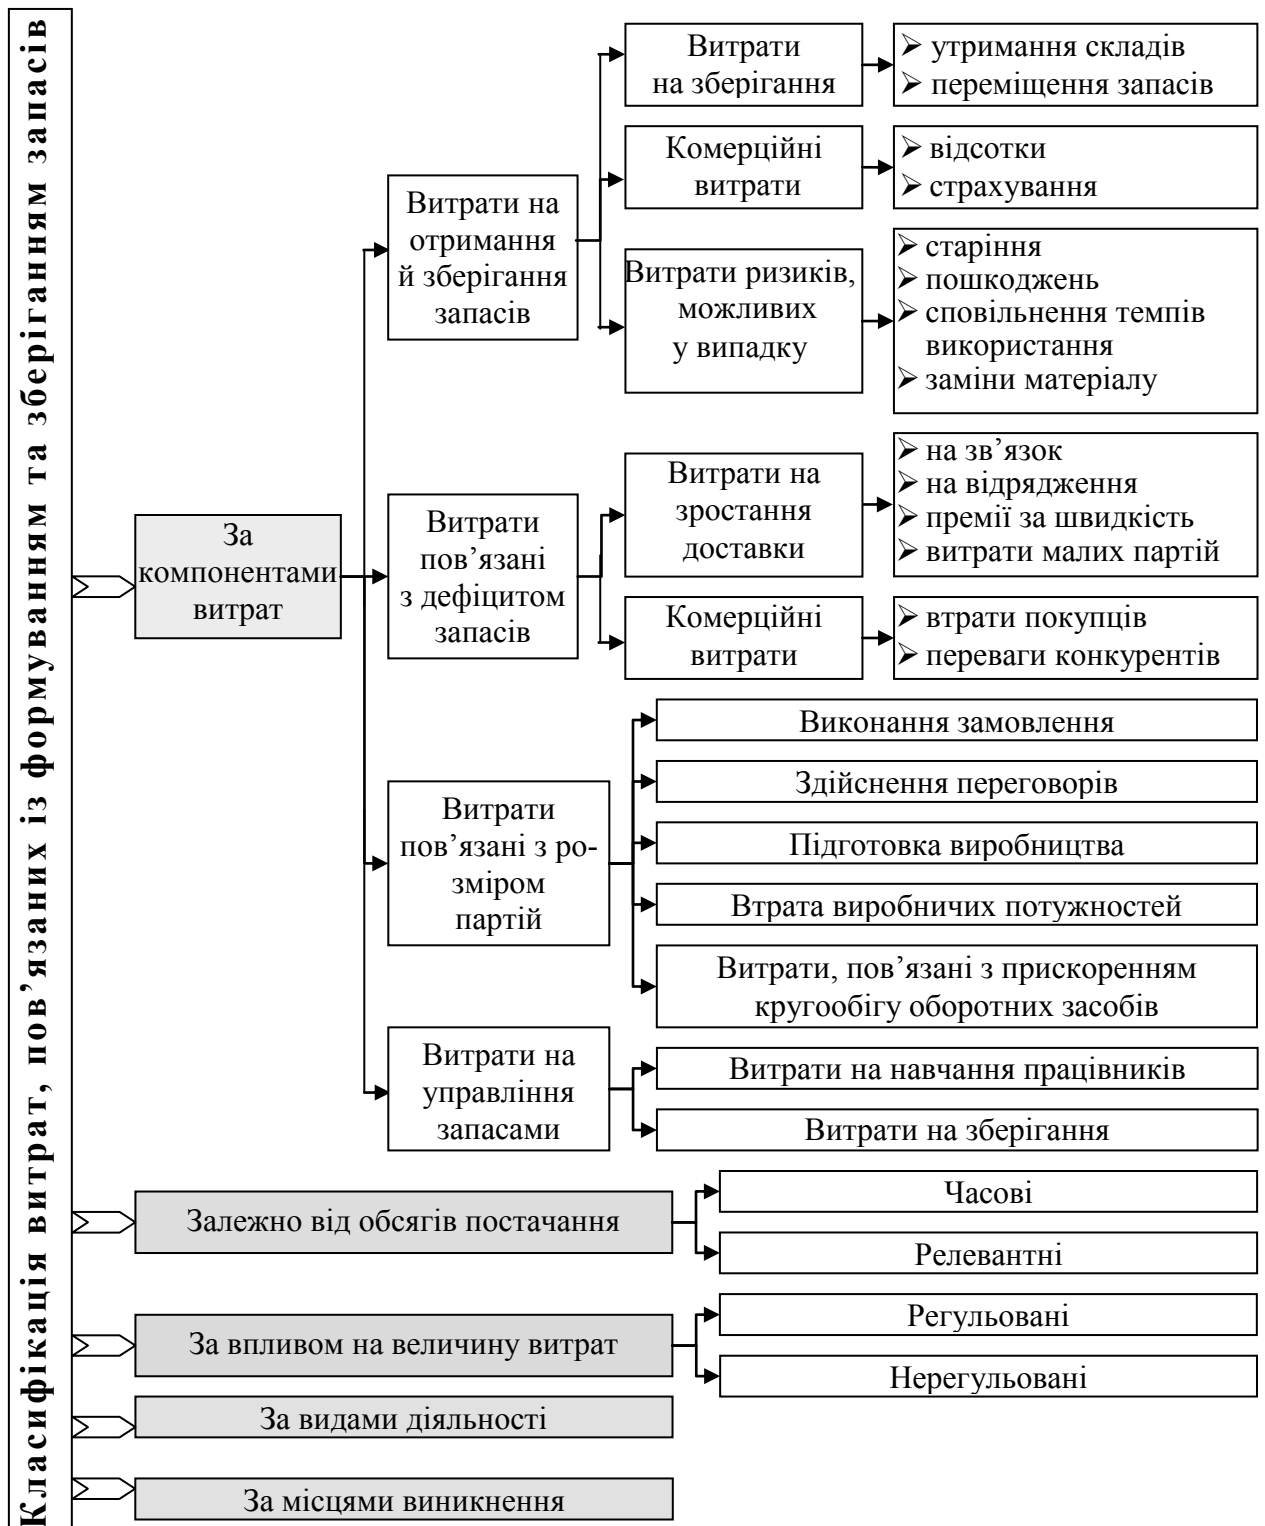 Класифікація витрат, пов’язаних із формуванням та зберіганням запасів
За
компонентами
витрат
Витрати на
отримання
й зберігання
запасів
Витрати
на зберігання
➢ утримання складів
➢ переміщення запасів
Комерційні
витрати
➢ відсотки
➢ страхування
Витрати ризиків,
можливих
у випадку
➢ старіння
➢ пошкоджень
➢ сповільнення темпів
використання
➢ заміни матеріалу
Витрати
пов’язані
з дефіцитом
запасів
Витрати на
зростання
доставки
➢ на зв’язок
➢ на відрядження
➢ премії за швидкість
➢ витрати малих партій
Комерційні
витрати
➢ втрати покупців
➢ переваги конкурентів
Витрати
пов’язані з ро-
зміром
партій
Виконання замовлення
Здійснення переговорів
Підготовка виробництва
Втрата виробничих потужностей
Витрати, пов’язані з прискоренням
кругообігу оборотних засобів
Витрати на
управління
запасами
Витрати на навчання працівників
Витрати на зберігання
Залежно від обсягів постачання
Часові
Релевантні
За впливом на величину витрат
Регульовані
Нерегульовані
За видами діяльності
За місцями виникнення